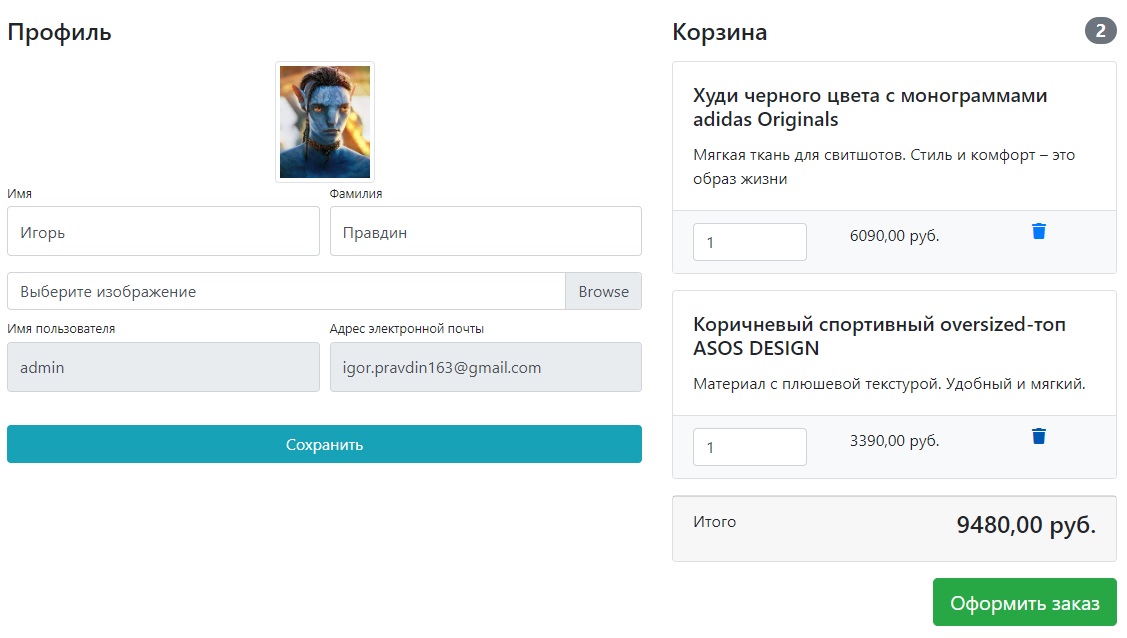 Профиль
Имя
Фамилия
Игорь
Правдин
Выберите изображение
Browse
Имя пользователя
Адрес электронной почты
admin
igor.pravdin163@gmail.com
Сохранить
Корзина
2
Худи черного цвета с монограммами
adidas Originals
Мягкая ткань для свитшотов. Стиль и комфорт – это
образ жизни
1
6090,00 руб.
Коричневый спортивный oversized-топ
ASOS DESIGN
Материал с плюшевой текстурой. Удобный и мягкий.
1
3390,00 руб.
Итого
9480,00 руб.
Оформить заказ